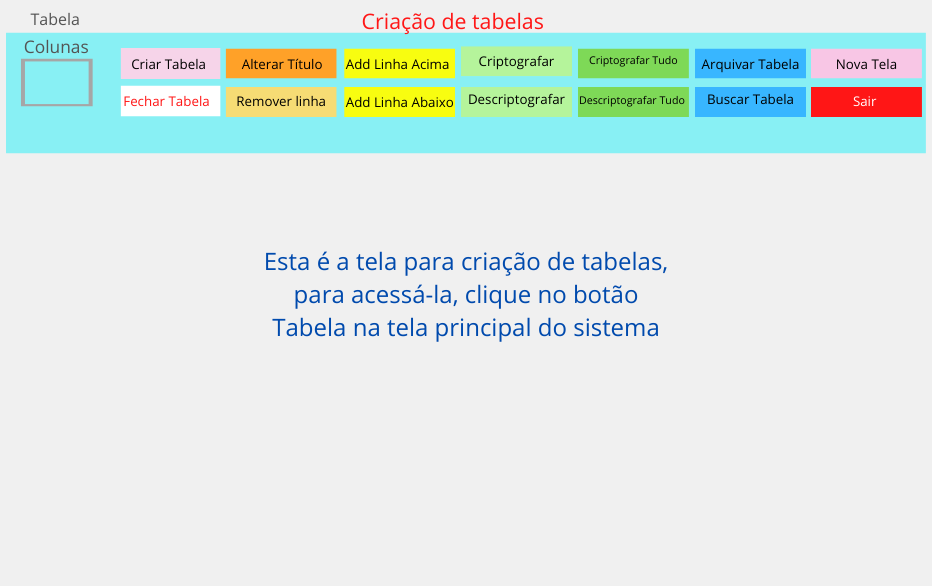 Tabela
Criação de tabelas
Colunas
Criar Tabela
Alterar Título
Add Linha Acima
Criptografar
Criptografar Tudo
Arquivar Tabela
Nova Tela
Fechar Tabela
Remover linha
Add Linha Abaixo
Descriptografar
Descriptografar Tudo
Buscar Tabela
Sair
Esta é a tela para criação de tabelas,
para acessá-la, clique no botão
Tabela na tela principal do sistema